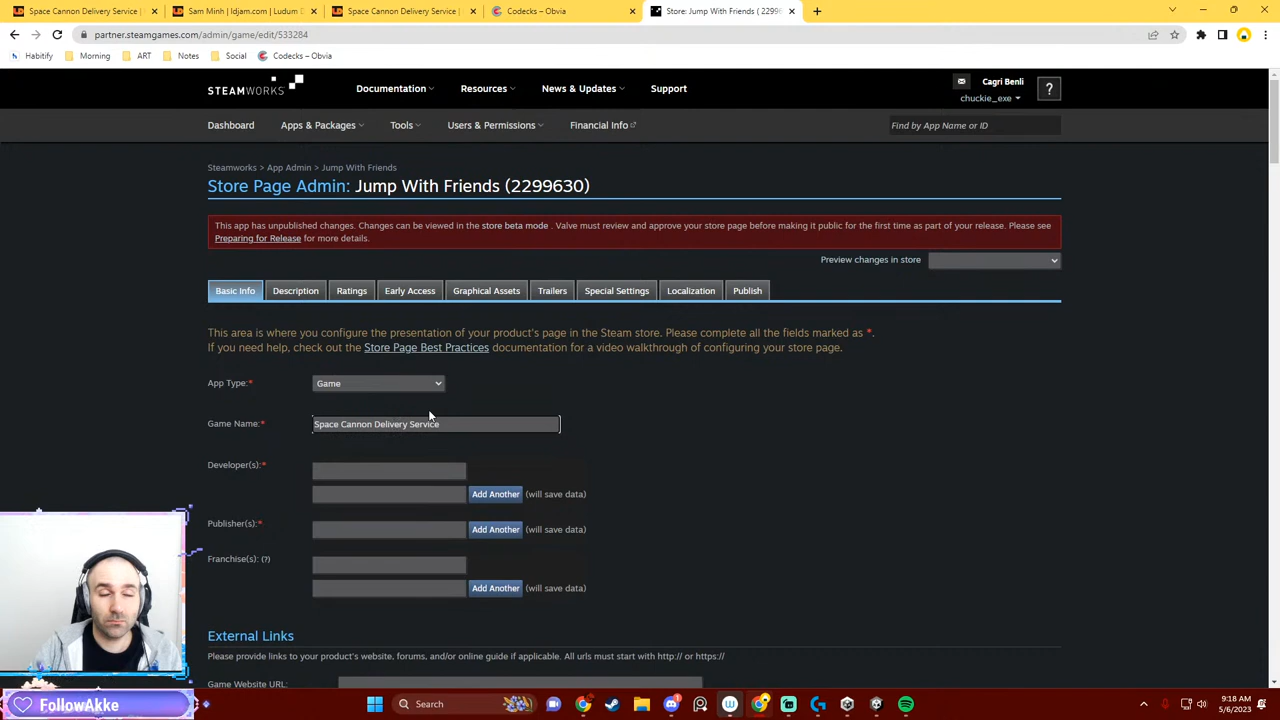 Space Cannon Delivery Service |
Sam Minh | ldjam.com | Ludum D
Space Cannon Delivery Service |
Codecks – Obvia
Store: Jump With Friends (2299
partner.steamgames.com/admin/game/edit/533284
Habitify
Morning
ART
Notes
Social
Codecks – Obvia
STEAMWORKS
Documentation
Resources
News & Updates
Support
Cagri Benli
chuckie_exe
?
Dashboard
Apps & Packages
Tools
Users & Permissions
Financial Info
Find by App Name or ID
Steamworks > App Admin > Jump With Friends
Store Page Admin: Jump With Friends (2299630)
This app has unpublished changes. Changes can be viewed in the store beta mode . Valve must review and approve your store page before making it public for the first time as part of your release. Please see
Preparing for Release for more details.
Preview changes in store
Basic Info
Description
Ratings
Early Access
Graphical Assets
Trailers
Special Settings
Localization
Publish
This area is where you configure the presentation of your product's page in the Steam store. Please complete all the fields marked as *.
If you need help, check out the Store Page Best Practices documentation for a video walkthrough of configuring your store page.
App Type:*
Game
Game Name:*
Space Cannon Delivery Service
Developer(s):*
Add Another (will save data)
Publisher(s):*
Add Another (will save data)
Franchise(s): (?)
Add Another (will save data)
External Links
Please provide links to your product's website, forums, and/or online guide if applicable. All urls must start with http:// or https://
Game Website URL:
FollowAkke
Search
9:18 AM
5/6/2023